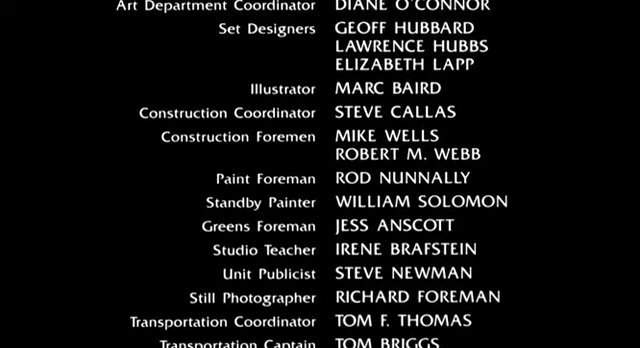 Art Department Coordinator DIANE O'CONNOR
Set Designers GEOFF HUBBARD
LAWRENCE HUBBS
ELIZABETH LAPP
Illustrator MARC BAIRD
Construction Coordinator STEVE CALLAS
Construction Foremen MIKE WELLS
ROBERT M. WEBB
Paint Foreman ROD NUNNALLY
Standby Painter WILLIAM SOLOMON
Greens Foreman JESS ANSCOTT
Studio Teacher IRENE BRAFSTEIN
Unit Publicist STEVE NEWMAN
Still Photographer RICHARD FOREMAN
Transportation Coordinator TOM F. THOMAS
Transportation Captain TOM BRIGGS